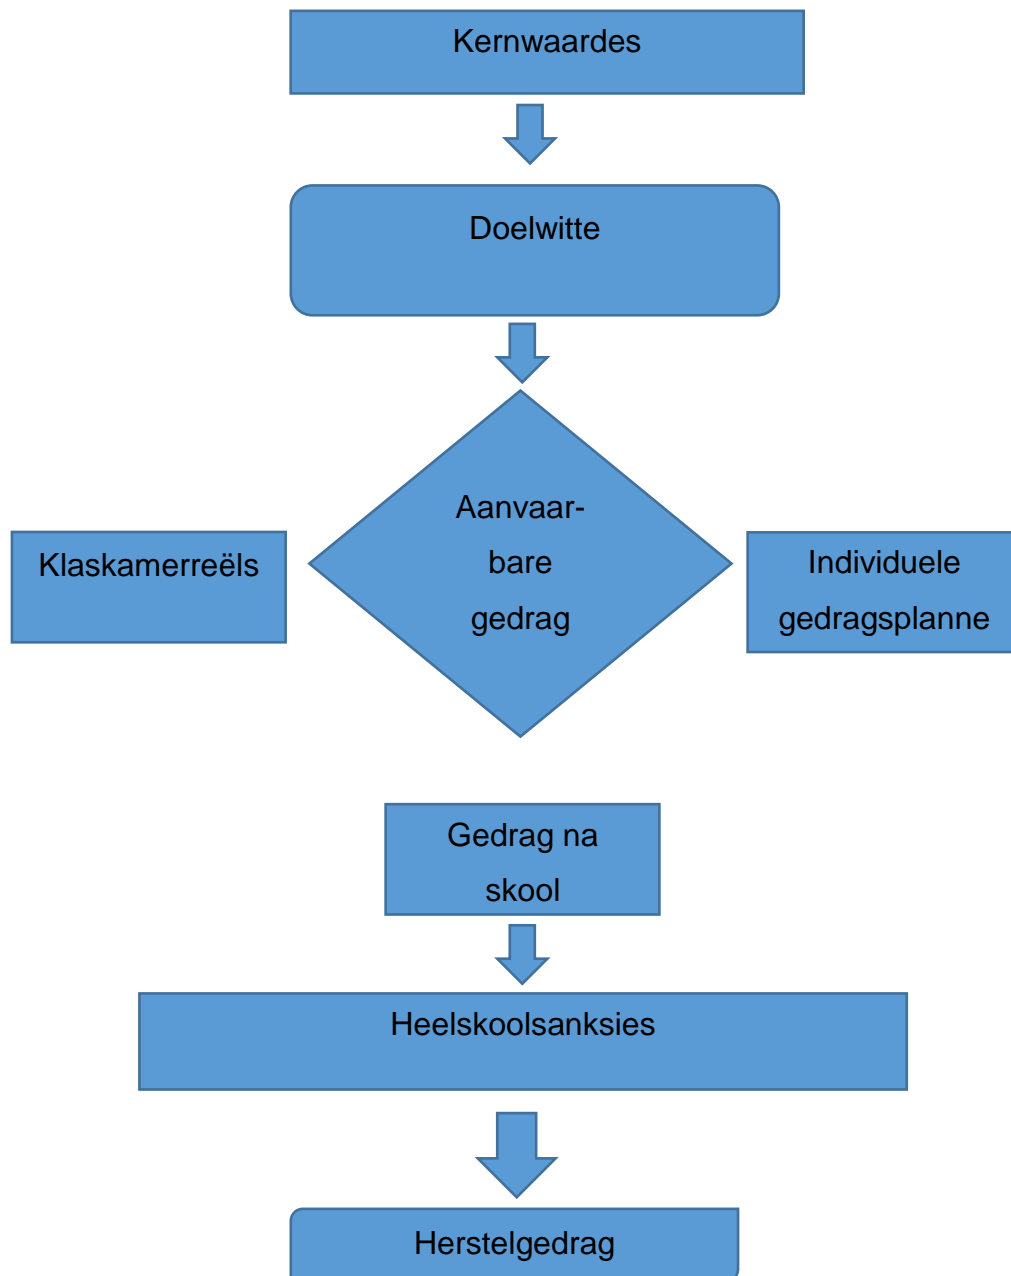 Kernwaardes
Doelwitte
Aanvaar-
bare
gedrag
Klaskamerreëls
Individuele
gedragsplanne
Gedrag na
skool
Heelskoolsanksies
Herstelgedrag